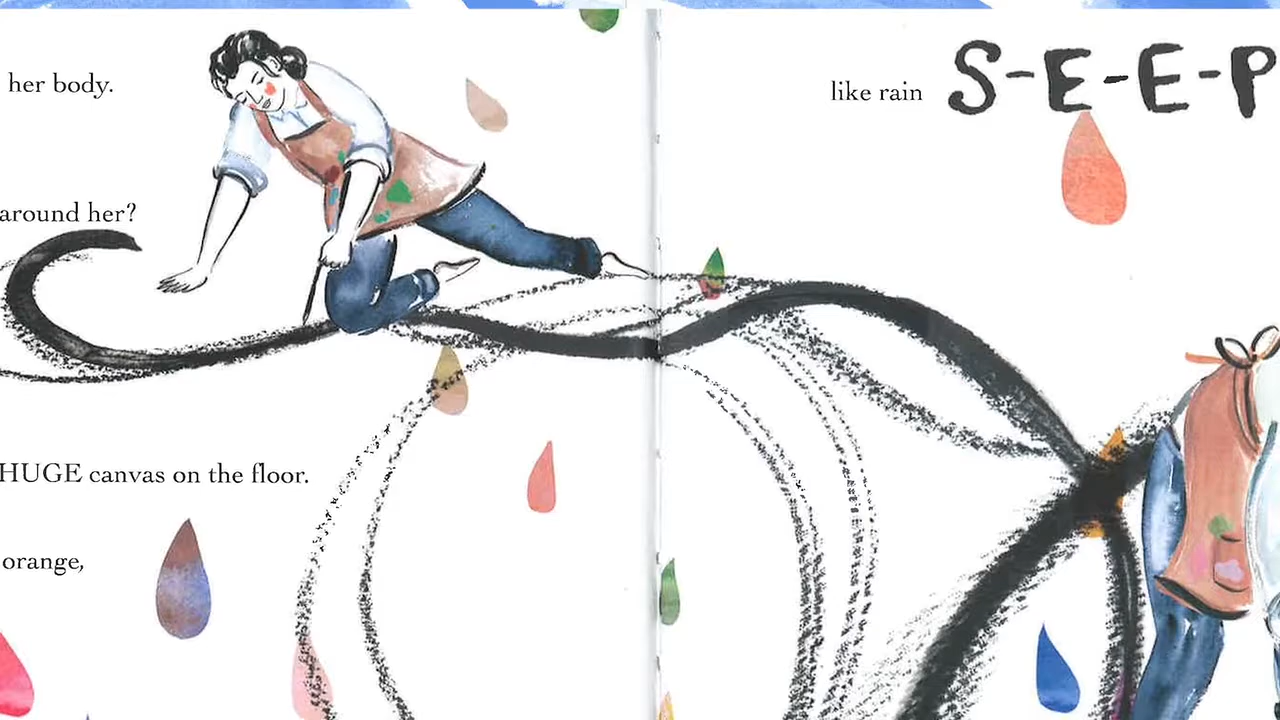 her body.
around her?
HUGE canvas on the floor.
orange,
like rain S-E-E-P